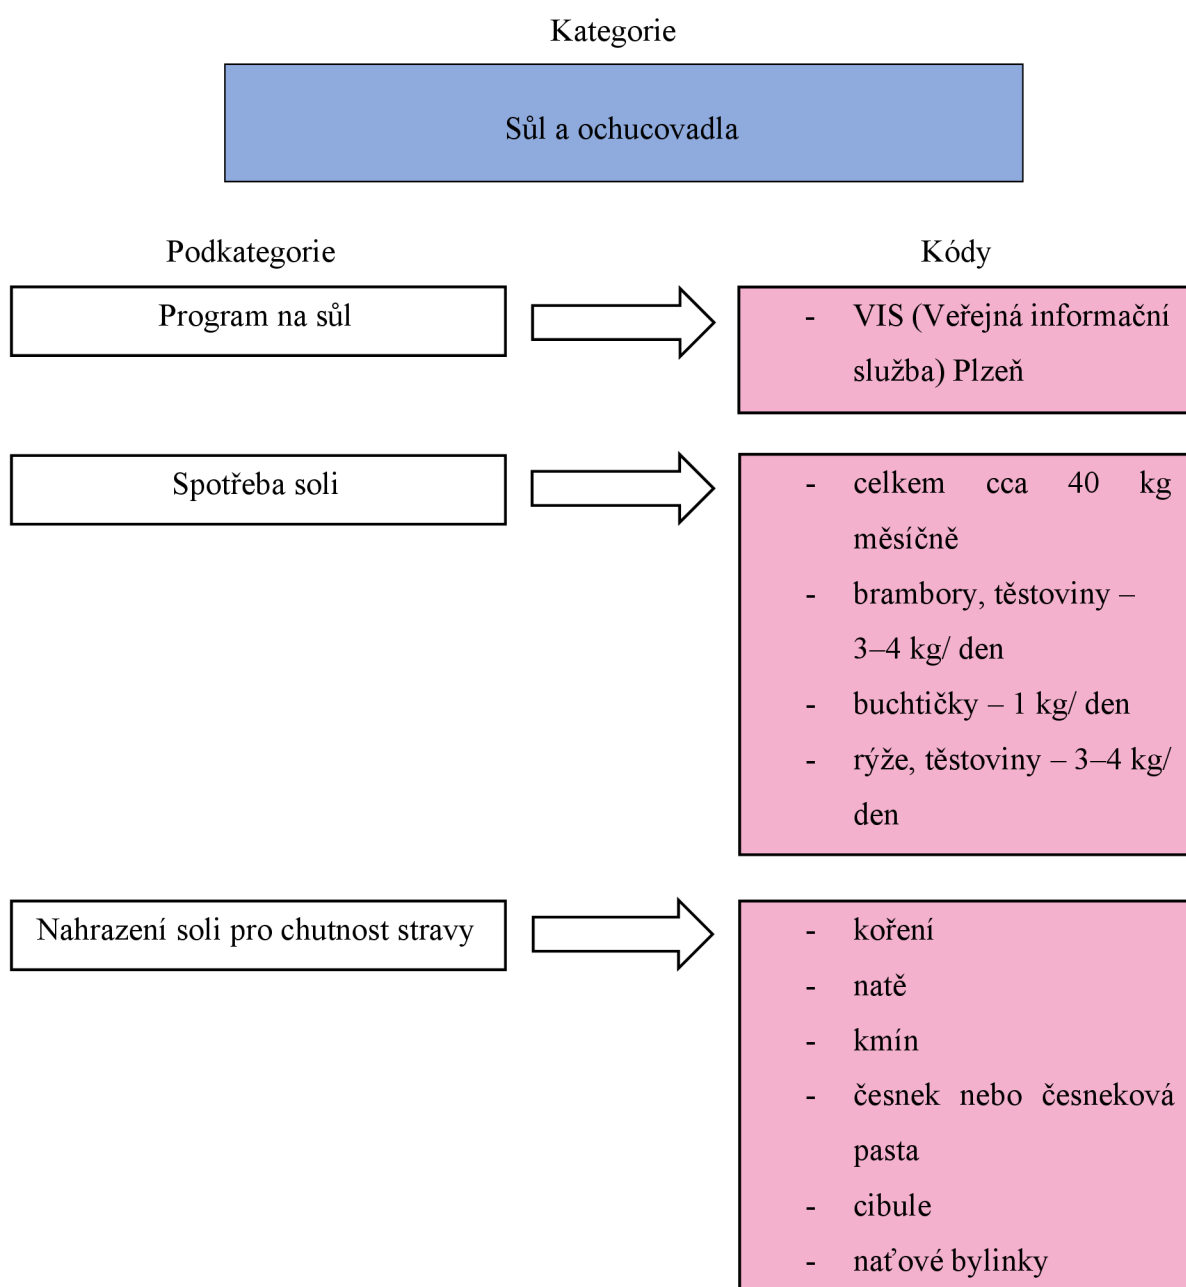 Kategorie
Sůl a ochucovadla
Podkategorie
Kódy
Program na sůl
- VIS (Veřejná informační
služba) Plzeň
Spotřeba soli
- celkem cca 40 kg
měsíčně
- brambory, těstoviny –
3–4 kg/ den
- buchtičky – 1 kg/ den
- rýže, těstoviny – 3–4 kg/
den
Nahrazení soli pro chutnost stravy
- koření
- natě
- kmín
- česnek nebo česneková
pasta
- cibule
- naťové bylinky